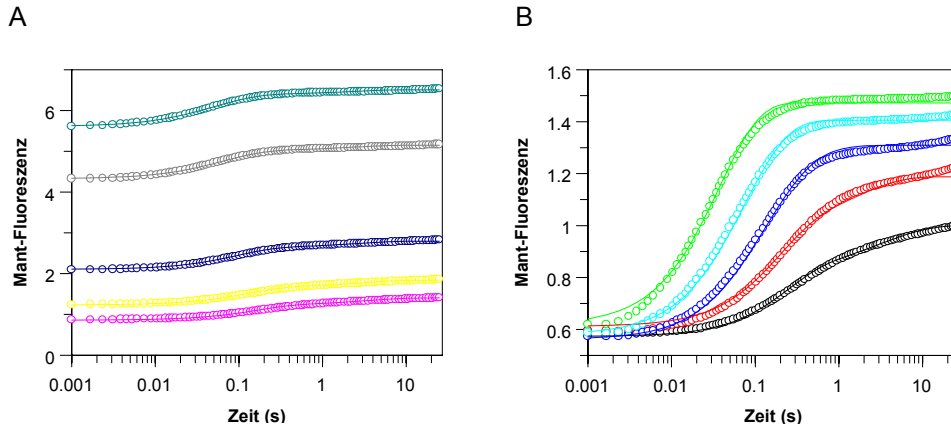 A
B
Mant-Fluoreszenz
6
4
2
0
0.001 0.01 0.1 1 10
Zeit (s)
Mant-Fluoreszenz
1.6
1.4
1.2
1
0.8
0.6
0.001 0.01 0.1 1 10
Zeit (s)